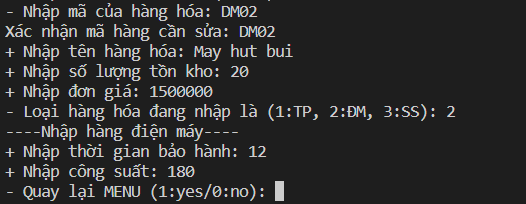 - Nhập mã của hàng hóa: DM02
Xác nhận mã hàng cần sửa: DM02
+ Nhập tên hàng hóa: May hut bui
+ Nhập số lượng tồn kho: 20
+ Nhập đơn giá: 1500000
- Loại hàng hóa đang nhập là (1:TP, 2:ĐM, 3:SS): 2
----Nhập hàng điện máy----
+ Nhập thời gian bảo hành: 12
+ Nhập công suất: 180
- Quay lại MENU (1:yes/0:no):